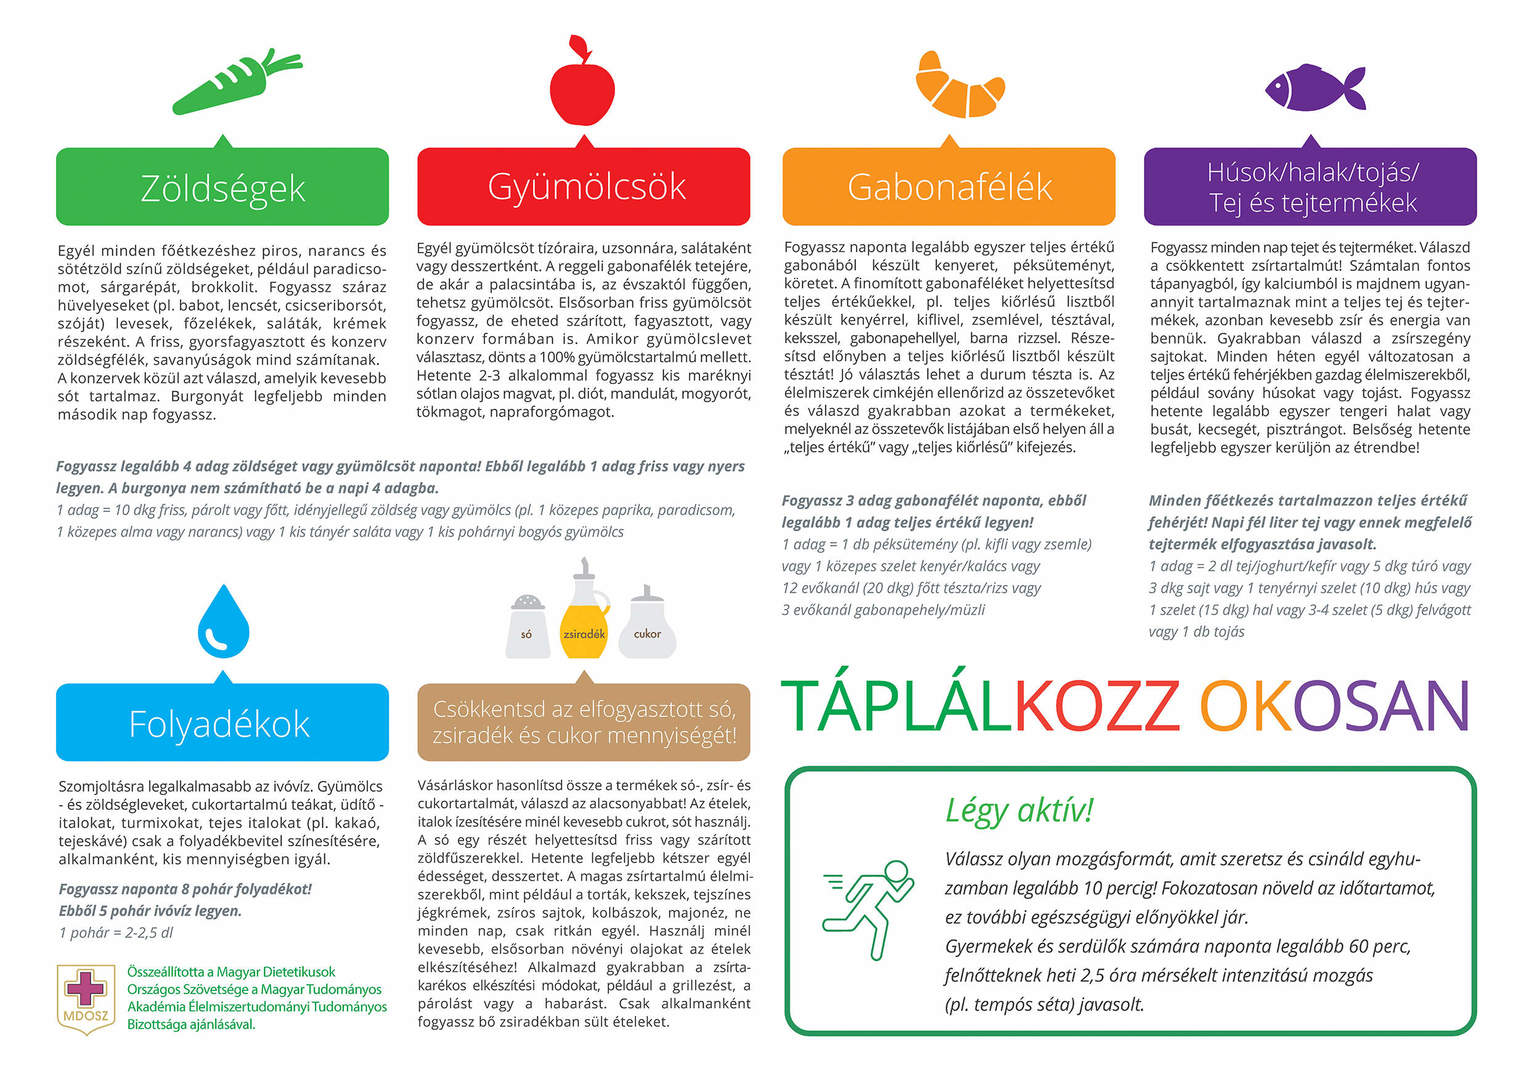 Zöldségek
Egyél minden főétkezéshez piros, narancs és
sötétzöld színű zöldségeket, például paradicso-
mot, sárgarépát, brokkolit. Fogyassz száraz
hüvelyeseket (pl. babot, lencsét, csicseriborsót,
szóját) levesek, főzelékek, saláták, krémek
részeként. A friss, gyorsfagyasztott és konzerv
zöldségfélék, savanyúságok mind számítanak.
A konzervek közül azt válaszd, amelyik kevesebb
sót tartalmaz. Burgonyát legfeljebb minden
második nap fogyassz.
Gyümölcsök
Egyél gyümölcsöt tízóraira, uzsonnára, salátaként
vagy desszertként. A reggeli gabonafélék tetejére,
de akár a palacsintába is, az évszaktól függően,
tehetsz gyümölcsöt. Elsősorban friss gyümölcsöt
fogyassz, de eheted szárított, fagyasztott, vagy
konzerv formában is. Amikor gyümölcslevet
választasz, dönts a 100% gyümölcstartalmú mellett.
Hetente 2-3 alkalommal fogyassz kis maréknyi
sótlan olajos magvat, pl. diót, mandulát, mogyorót,
tökmagot, napraforgómagot.
Fogyassz legalább 4 adag zöldséget vagy gyümölcsöt naponta! Ebből legalább 1 adag friss vagy nyers
legyen. A burgonya nem számítható be a napi 4 adagba.
1 adag = 10 dkg friss, párolt vagy főtt, idényjellegű zöldség vagy gyümölcs (pl. 1 közepes paprika, paradicsom,
1 közepes alma vagy narancs) vagy 1 kis tányér saláta vagy 1 kis pohárnyi bogyós gyümölcs
Gabonafélék
Fogyassz naponta legalább egyszer teljes értékű
gabonából készült kenyeret, péksüteményt,
köretet. A finomított gabonaféléket helyettesítsd
teljes értékűekkel, pl. teljes kiőrlésű lisztből
készült kenyérrel, kiflivel, zsemlével, tésztával,
keksszel, gabonapehellyel, barna rizzsel. Része-
sítsd előnyben a teljes kiőrlésű lisztből készült
tésztát! Jó választás lehet a durum tészta is. Az
élelmiszerek cimkéjén ellenőrizd az összetevőket
és válaszd gyakrabban azokat a termékeket,
melyeknél az összetevők listájában első helyen áll a
„teljes értékű” vagy „teljes kiőrlésű” kifejezés.
Fogyassz 3 adag gabonafélét naponta, ebből
legalább 1 adag teljes értékű legyen!
1 adag = 1 db péksütemény (pl. kifli vagy zsemle)
vagy 1 közepes szelet kenyér/kalács vagy
12 evőkanál (20 dkg) főtt tészta/rizs vagy
3 evőkanál gabonapehely/müzli
Húsok/halak/tojás/
Tej és tejtermékek
Fogyassz minden nap tejet és tejterméket. Válaszd
a csökkentett zsírtartalmút! Számtalan fontos
tápanyagból, így kalciumból is majdnem ugyan-
annyit tartalmaznak mint a teljes tej és tejter-
mékek, azonban kevesebb zsír és energia van
bennük. Gyakrabban válaszd a zsírszegény
sajtokat. Minden héten egyél változatosan a
teljes értékű fehérjékben gazdag élelmiszerekből,
például sovány húsokat vagy tojást. Fogyassz
hetente legalább egyszer tengeri halat vagy
busát, kecsegét, pisztrángot. Belsőség hetente
legfeljebb egyszer kerüljön az étrendbe!
Minden főétkezés tartalmazzon teljes értékű
fehérjét! Napi fél liter tej vagy ennek megfelelő
tejtermék elfogyasztása javasolt.
1 adag = 2 dl tej/joghurt/kefír vagy 5 dkg túró vagy
3 dkg sajt vagy 1 tenyérnyi szelet (10 dkg) hús vagy
1 szelet (15 dkg) hal vagy 3-4 szelet (5 dkg) felvágott
vagy 1 db tojás
Folyadékok
Szomjoltásra legalkalmasabb az ivóvíz. Gyümölcs
- és zöldségleveket, cukortartalmú teákat, üdítő -
italokat, turmixokat, tejes italokat (pl. kakaó,
tejeskávé) csak a folyadékbevitel színesítésére,
alkalmanként, kis mennyiségben igyál.
Fogyassz naponta 8 pohár folyadékot!
Ebből 5 pohár ivóvíz legyen.
1 pohár = 2-2,5 dl
MDOSZ
Összeállította a Magyar Dietetikusok
Országos Szövetsége a Magyar Tudományos
Akadémia Élelmiszertudományi Tudományos
Bizottsága ajánlásával.
só
zsiradék
cukor
Csökkentsd az elfogyasztott só,
zsiradék és cukor mennyiségét!
Vásárláskor hasonlítsd össze a termékek só-, zsír- és
cukortartalmát, válaszd az alacsonyabbat! Az ételek,
italok ízesítésére minél kevesebb cukrot, sót használj.
A só egy részét helyettesítsd friss vagy szárított
zöldfűszerekkel. Hetente legfeljebb kétszer egyél
édességet, desszertet. A magas zsírtartalmú élelmi-
szerekből, mint például a torták, kekszek, tejszínes
jégkrémek, zsíros sajtok, kolbászok, majonéz, ne
minden nap, csak ritkán egyél. Használj minél
kevesebb, elsősorban növényi olajokat az ételek
elkészítéséhez! Alkalmazd gyakrabban a zsírta-
karékos elkészítési módokat, például a grillezést, a
párolást vagy a habarást. Csak alkalmanként
fogyassz bő zsiradékban sült ételeket.
TÁPLÁLKOZZ OKOSAN
Légy aktív!
Válassz olyan mozgásformát, amit szeretsz és csináld egyhu-
zamban legalább 10 percig! Fokozatosan növeld az időtartamot,
ez további egészségügyi előnyökkel jár.
Gyermekek és serdülők számára naponta legalább 60 perc,
felnőtteknek heti 2,5 óra mérsékelt intenzitású mozgás
(pl. tempós séta) javasolt.